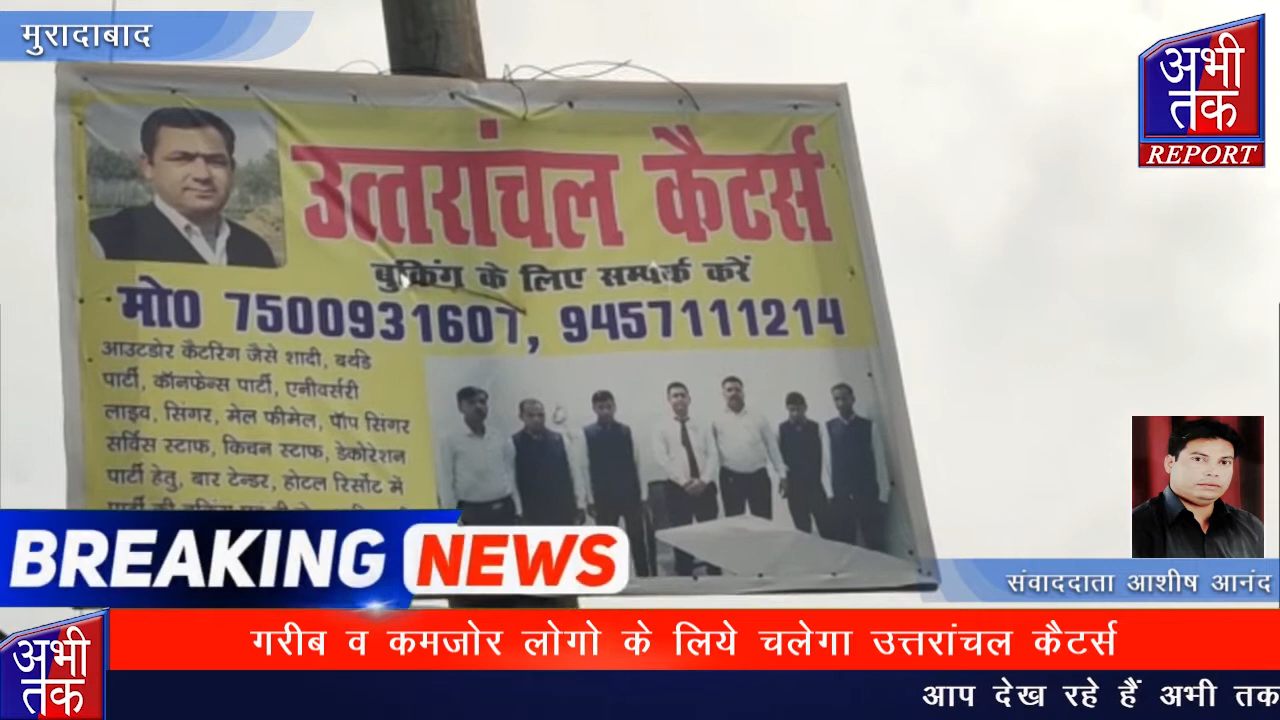 मुरादाबाद
अभी
तक
REPORT
उत्तरांचल कैटर्स
बुकिंग के लिए सम्पर्क करें
मो0 7500931607, 9457111214
आउटडोर कैटरिंग जैसे शादी, बर्थडे
पार्टी, कॉनफेन्स पार्टी, एनीवर्सरी
लाइव, सिंगर, मेल फीमेल, पॉप सिंगर
सर्विस स्टाफ, किचन स्टाफ, डेकोरेशन
पार्टी हेतु, बार टेन्डर, होटल रिर्सोट में
BREAKING NEWS
संवाददाता आशीष आनंद
गरीब व कमजोर लोगो के लिये चलेगा उत्तरांचल कैटर्स
अभी
तक
आप देख रहे हैं अभी तक